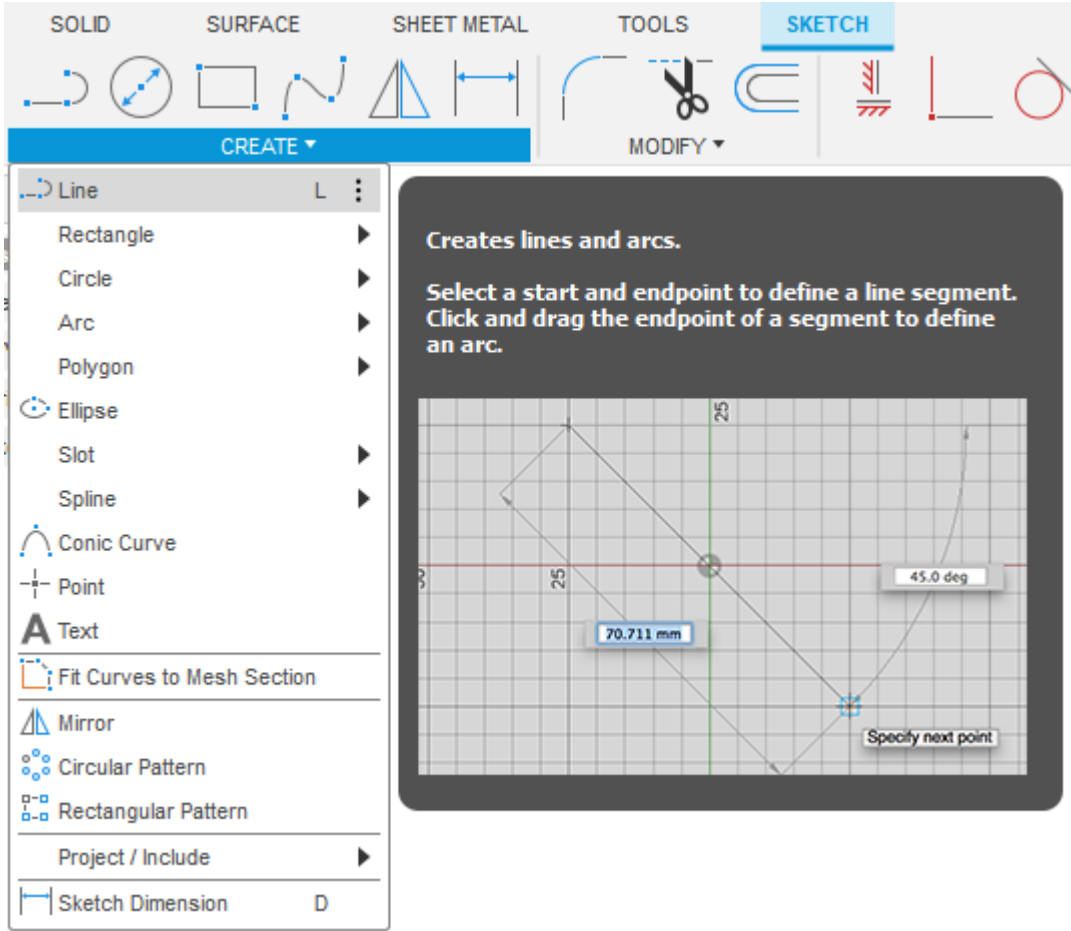 SOLID SURFACE SHEET METAL TOOLS SKETCH
CREATE MODIFY
Line L
Rectangle
Circle
Arc
Polygon
Ellipse
Slot
Spline
Conic Curve
Point
Text
Fit Curves to Mesh Section
Mirror
Circular Pattern
Rectangular Pattern
Project / Include
Sketch Dimension D
Creates lines and arcs.
Select a start and endpoint to define a line segment.
Click and drag the endpoint of a segment to define
an arc.
25
25
45.0 deg
70.711 mm
Specify next point